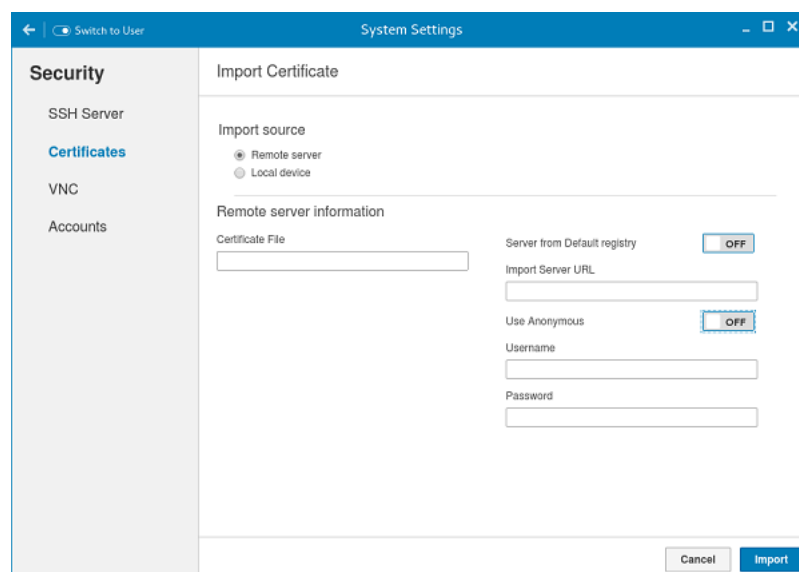 Switch to User
System Settings
Security
SSH Server
Certificates
VNC
Accounts
Import Certificate
Import source
Remote server
Local device
Remote server information
Certificate File
Server from Default registry
OFF
Import Server URL
Use Anonymous
OFF
Username
Password
Cancel
Import